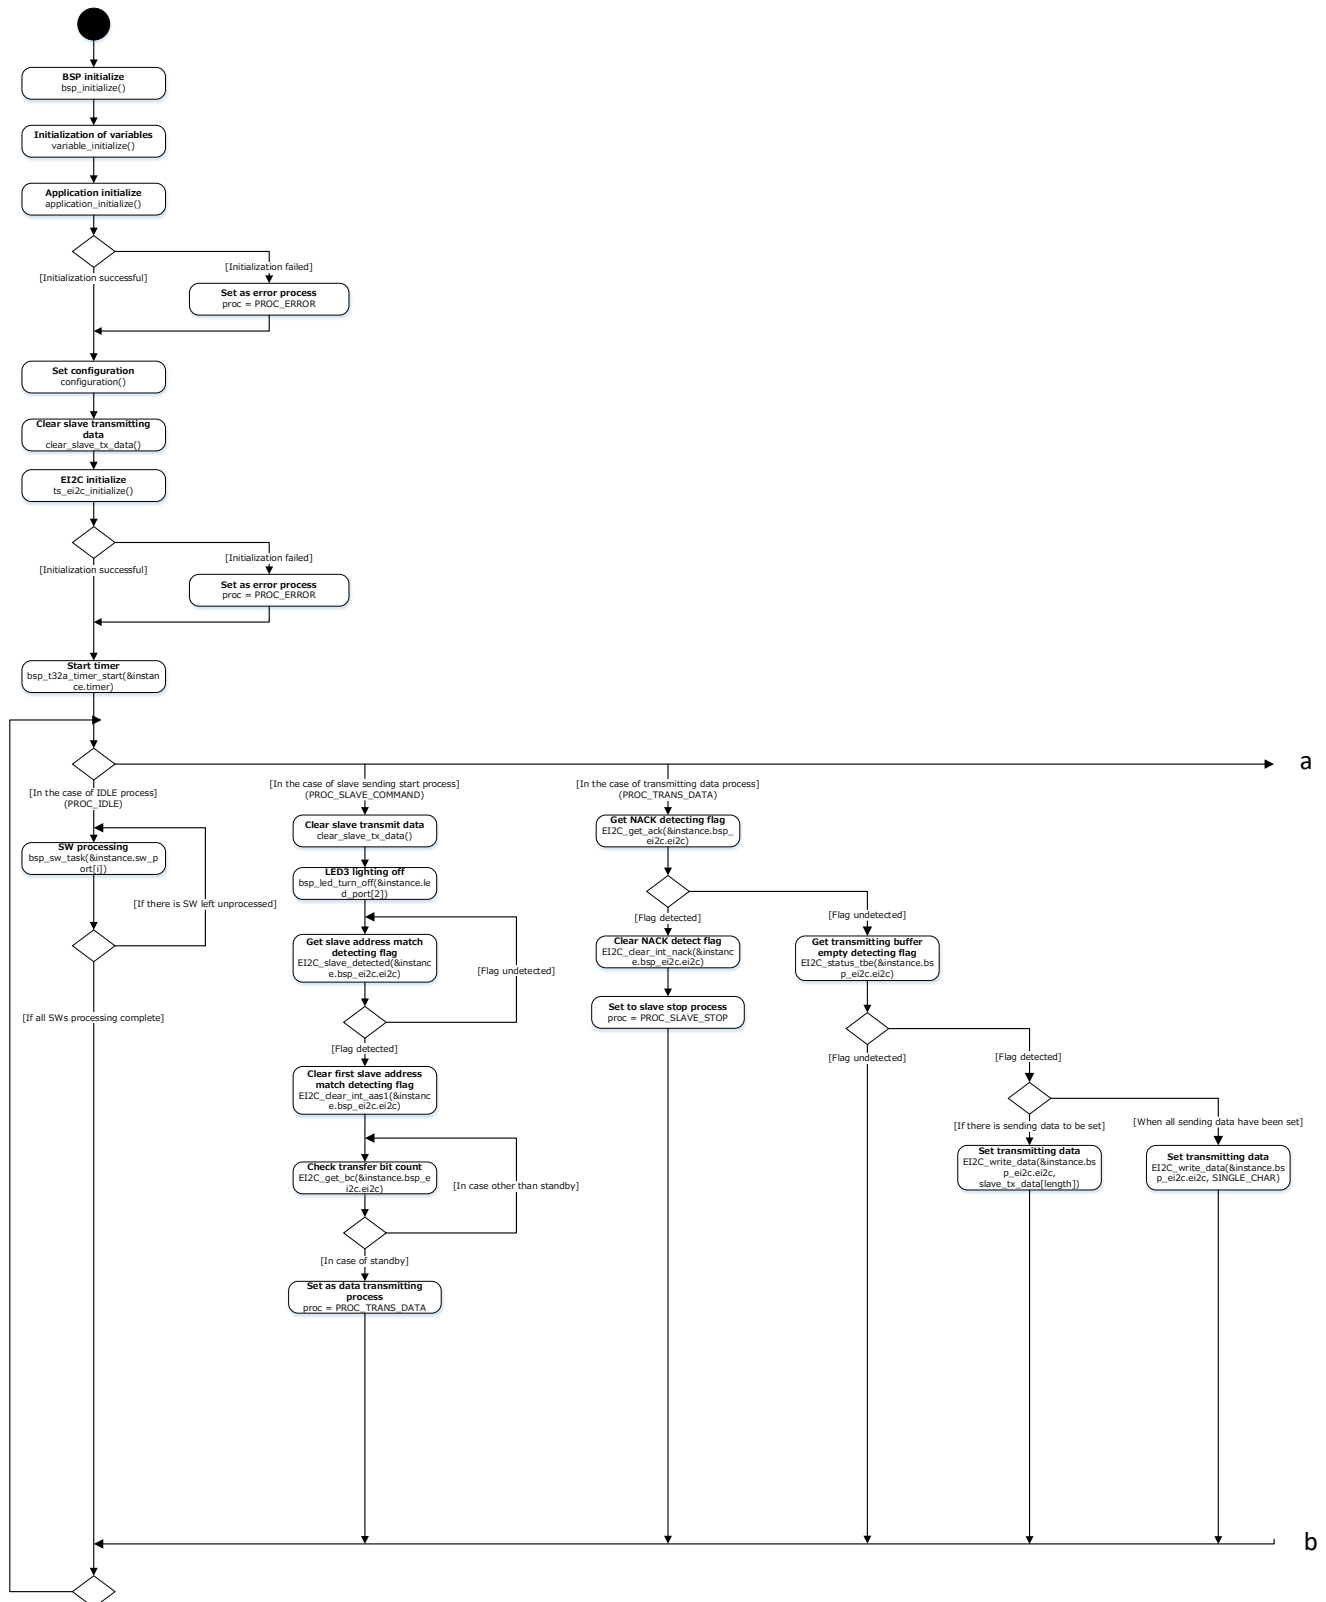 BSP initialize
bsp_initialize()
Initialization of variables
variable_initialize()
Application initialize
application_initialize()
[Initialization successful]
[Initialization failed]
Set as error process
proc = PROC_ERROR
Set configuration
configuration()
Clear slave transmitting
data
clear_slave_tx_data()
EI2C initialize
ts_ei2c_initialize()
[Initialization successful]
[Initialization failed]
Set as error process
proc = PROC_ERROR
Start timer
bsp_t32a_timer_start(&instan
ce.timer)
a
[In the case of IDLE process]
(PROC_IDLE)
SW processing
bsp_sw_task(&instance.sw_p
ort[i])
[If there is SW left unprocessed]
[If all SWs processing complete]
[In the case of slave sending start process]
(PROC_SLAVE_COMMAND)
Clear slave transmit data
clear_slave_tx_data()
LED3 lighting off
bsp_led_turn_off(&instance.le
d_port[2])
Get slave address match
detecting flag
EI2C_slave_detected(&instanc
e.bsp_ei2c.ei2c)
[Flag undetected]
[Flag detected]
Clear first slave address
match detecting flag
EI2C_clear_int_aas1(&instanc
e.bsp_ei2c.ei2c)
Check transfer bit count
EI2C_get_bc(&instance.bsp_e
i2c.ei2c)
[In case other than standby]
[In case of standby]
Set as data transmitting
process
proc = PROC_TRANS_DATA
[In the case of transmitting data process]
(PROC_TRANS_DATA)
Get NACK detecting flag
EI2C_get_ack(&instance.bsp_
ei2c.ei2c)
[Flag detected]
Clear NACK detect flag
EI2C_clear_int_nack(&instanc
e.bsp_ei2c.ei2c)
Set to slave stop process
proc = PROC_SLAVE_STOP
[Flag undetected]
Get transmitting buffer
empty detecting flag
EI2C_status_tbe(&instance.bs
p_ei2c.ei2c)
[Flag undetected]
[Flag detected]
[If there is sending data to be set]
Set transmitting data
EI2C_write_data(&instance.bs
p_ei2c.ei2c,
slave_tx_data[length])
[When all sending data have been set]
Set transmitting data
EI2C_write_data(&instance.bs
p_ei2c.ei2c, SINGLE_CHAR)
b